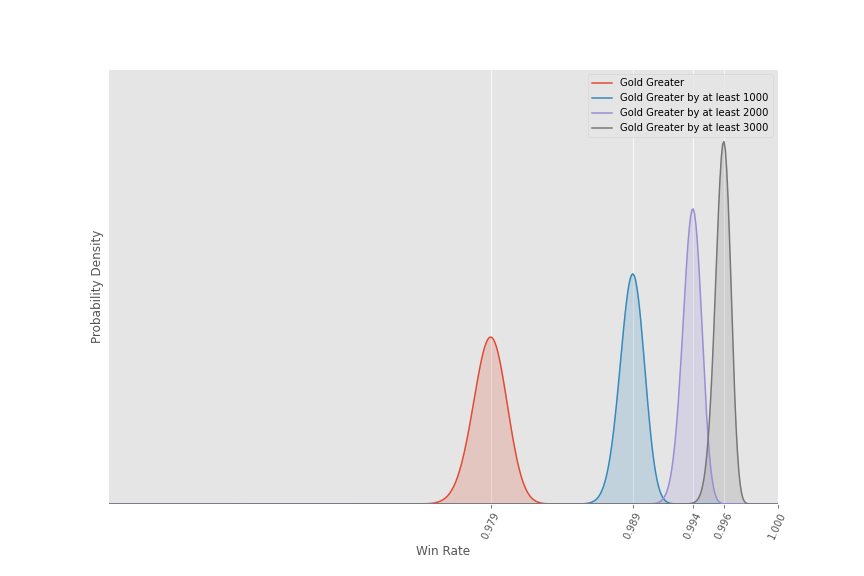 Gold Greater
Gold Greater by at least 1000
Gold Greater by at least 2000
Gold Greater by at least 3000
Probability Density
0.979
0.989
0.994
0.996
1.000
Win Rate